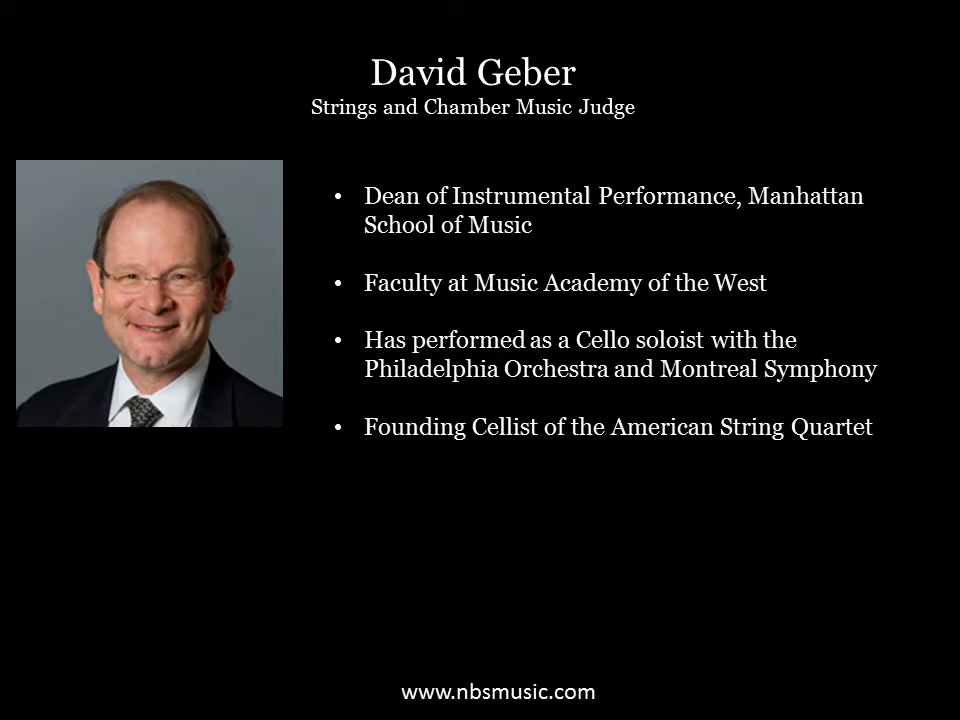 David Geber
Strings and Chamber Music Judge
• Dean of Instrumental Performance, Manhattan
School of Music
• Faculty at Music Academy of the West
• Has performed as a Cello soloist with the
Philadelphia Orchestra and Montreal Symphony
• Founding Cellist of the American String Quartet
www.nbsmusic.com